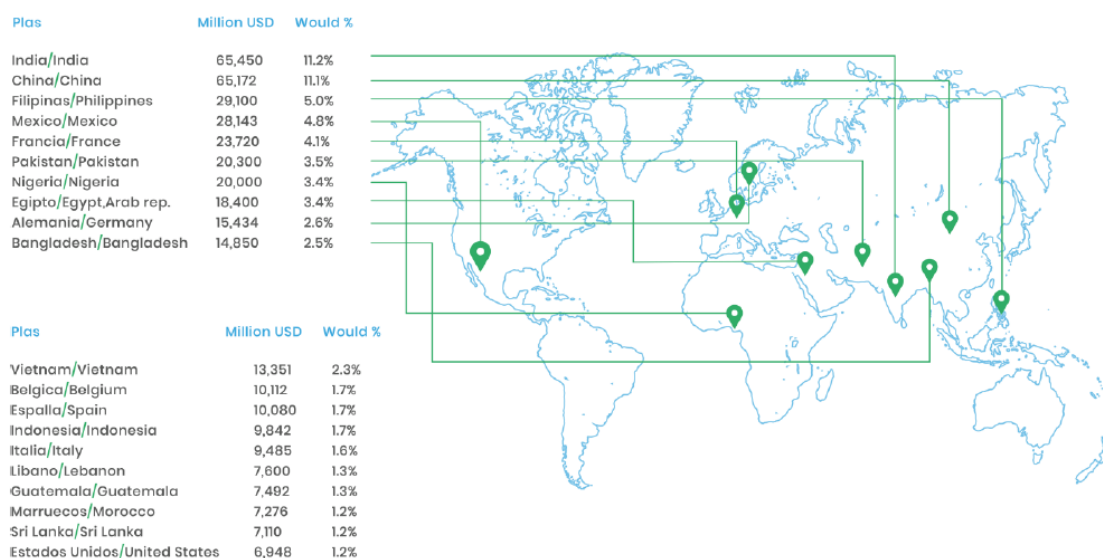 Plas Million USD Would %
India/India 65,450 11.2%
China/China 65,172 11.1%
Filipinas/Philippines 29,100 5.0%
Mexico/Mexico 28,143 4.8%
Francia/France 23,720 4.1%
Pakistan/Pakistan 20,300 3.5%
Nigeria/Nigeria 20,000 3.4%
Egipto/Egypt,Arab rep. 18,400 3.4%
Alemania/Germany 15,434 2.6%
Bangladesh/Bangladesh 14,850 2.5%
Plas Million USD Would %
Vietnam/Vietnam 13,351 2.3%
Belgica/Belgium 10,112 1.7%
Espalla/Spain 10,080 1.7%
Indonesia/Indonesia 9,842 1.7%
Italia/Italy 9,485 1.6%
Libano/Lebanon 7,600 1.3%
Guatemala/Guatemala 7,492 1.3%
Marruecos/Morocco 7,276 1.2%
Sri Lanka/Sri Lanka 7,110 1.2%
Estados Unidos/United States 6,948 1.2%